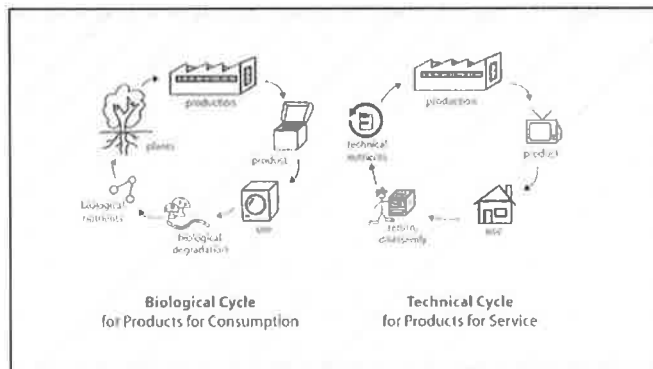 production
plants
product
use
biological
degradation
biological
nutrients
Biological Cycle
for Products for Consumption
production
product
use
return,
disassembly
technical
nutrients
Technical Cycle
for Products for Service